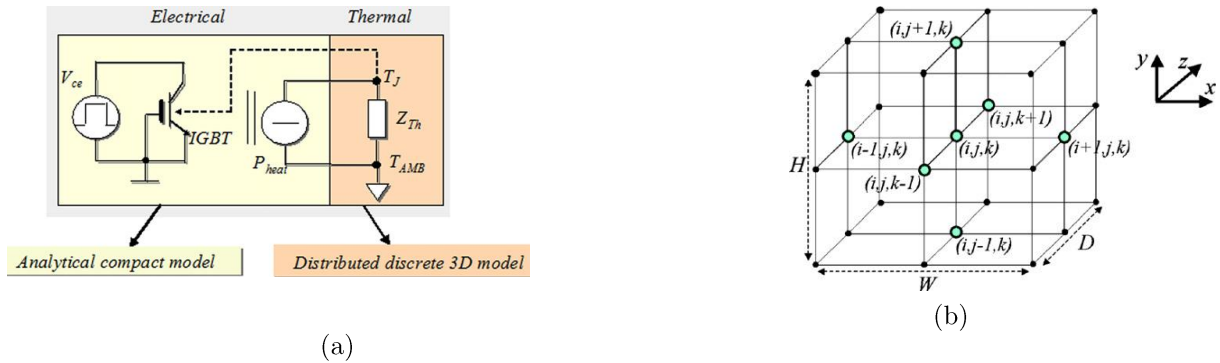 Electrical
Thermal
V_ce
IGBT
P_heat
T_J
Z_Th
T_AMB
Analytical compact model
Distributed discrete 3D model
(a)
(i,j+1,k)
(i,j,k+1)
(i-1,j,k)
(i,j,k)
(i+1,j,k)
(i,j,k-1)
(i,j-1,k)
H
W
D
y
z
x
(b)